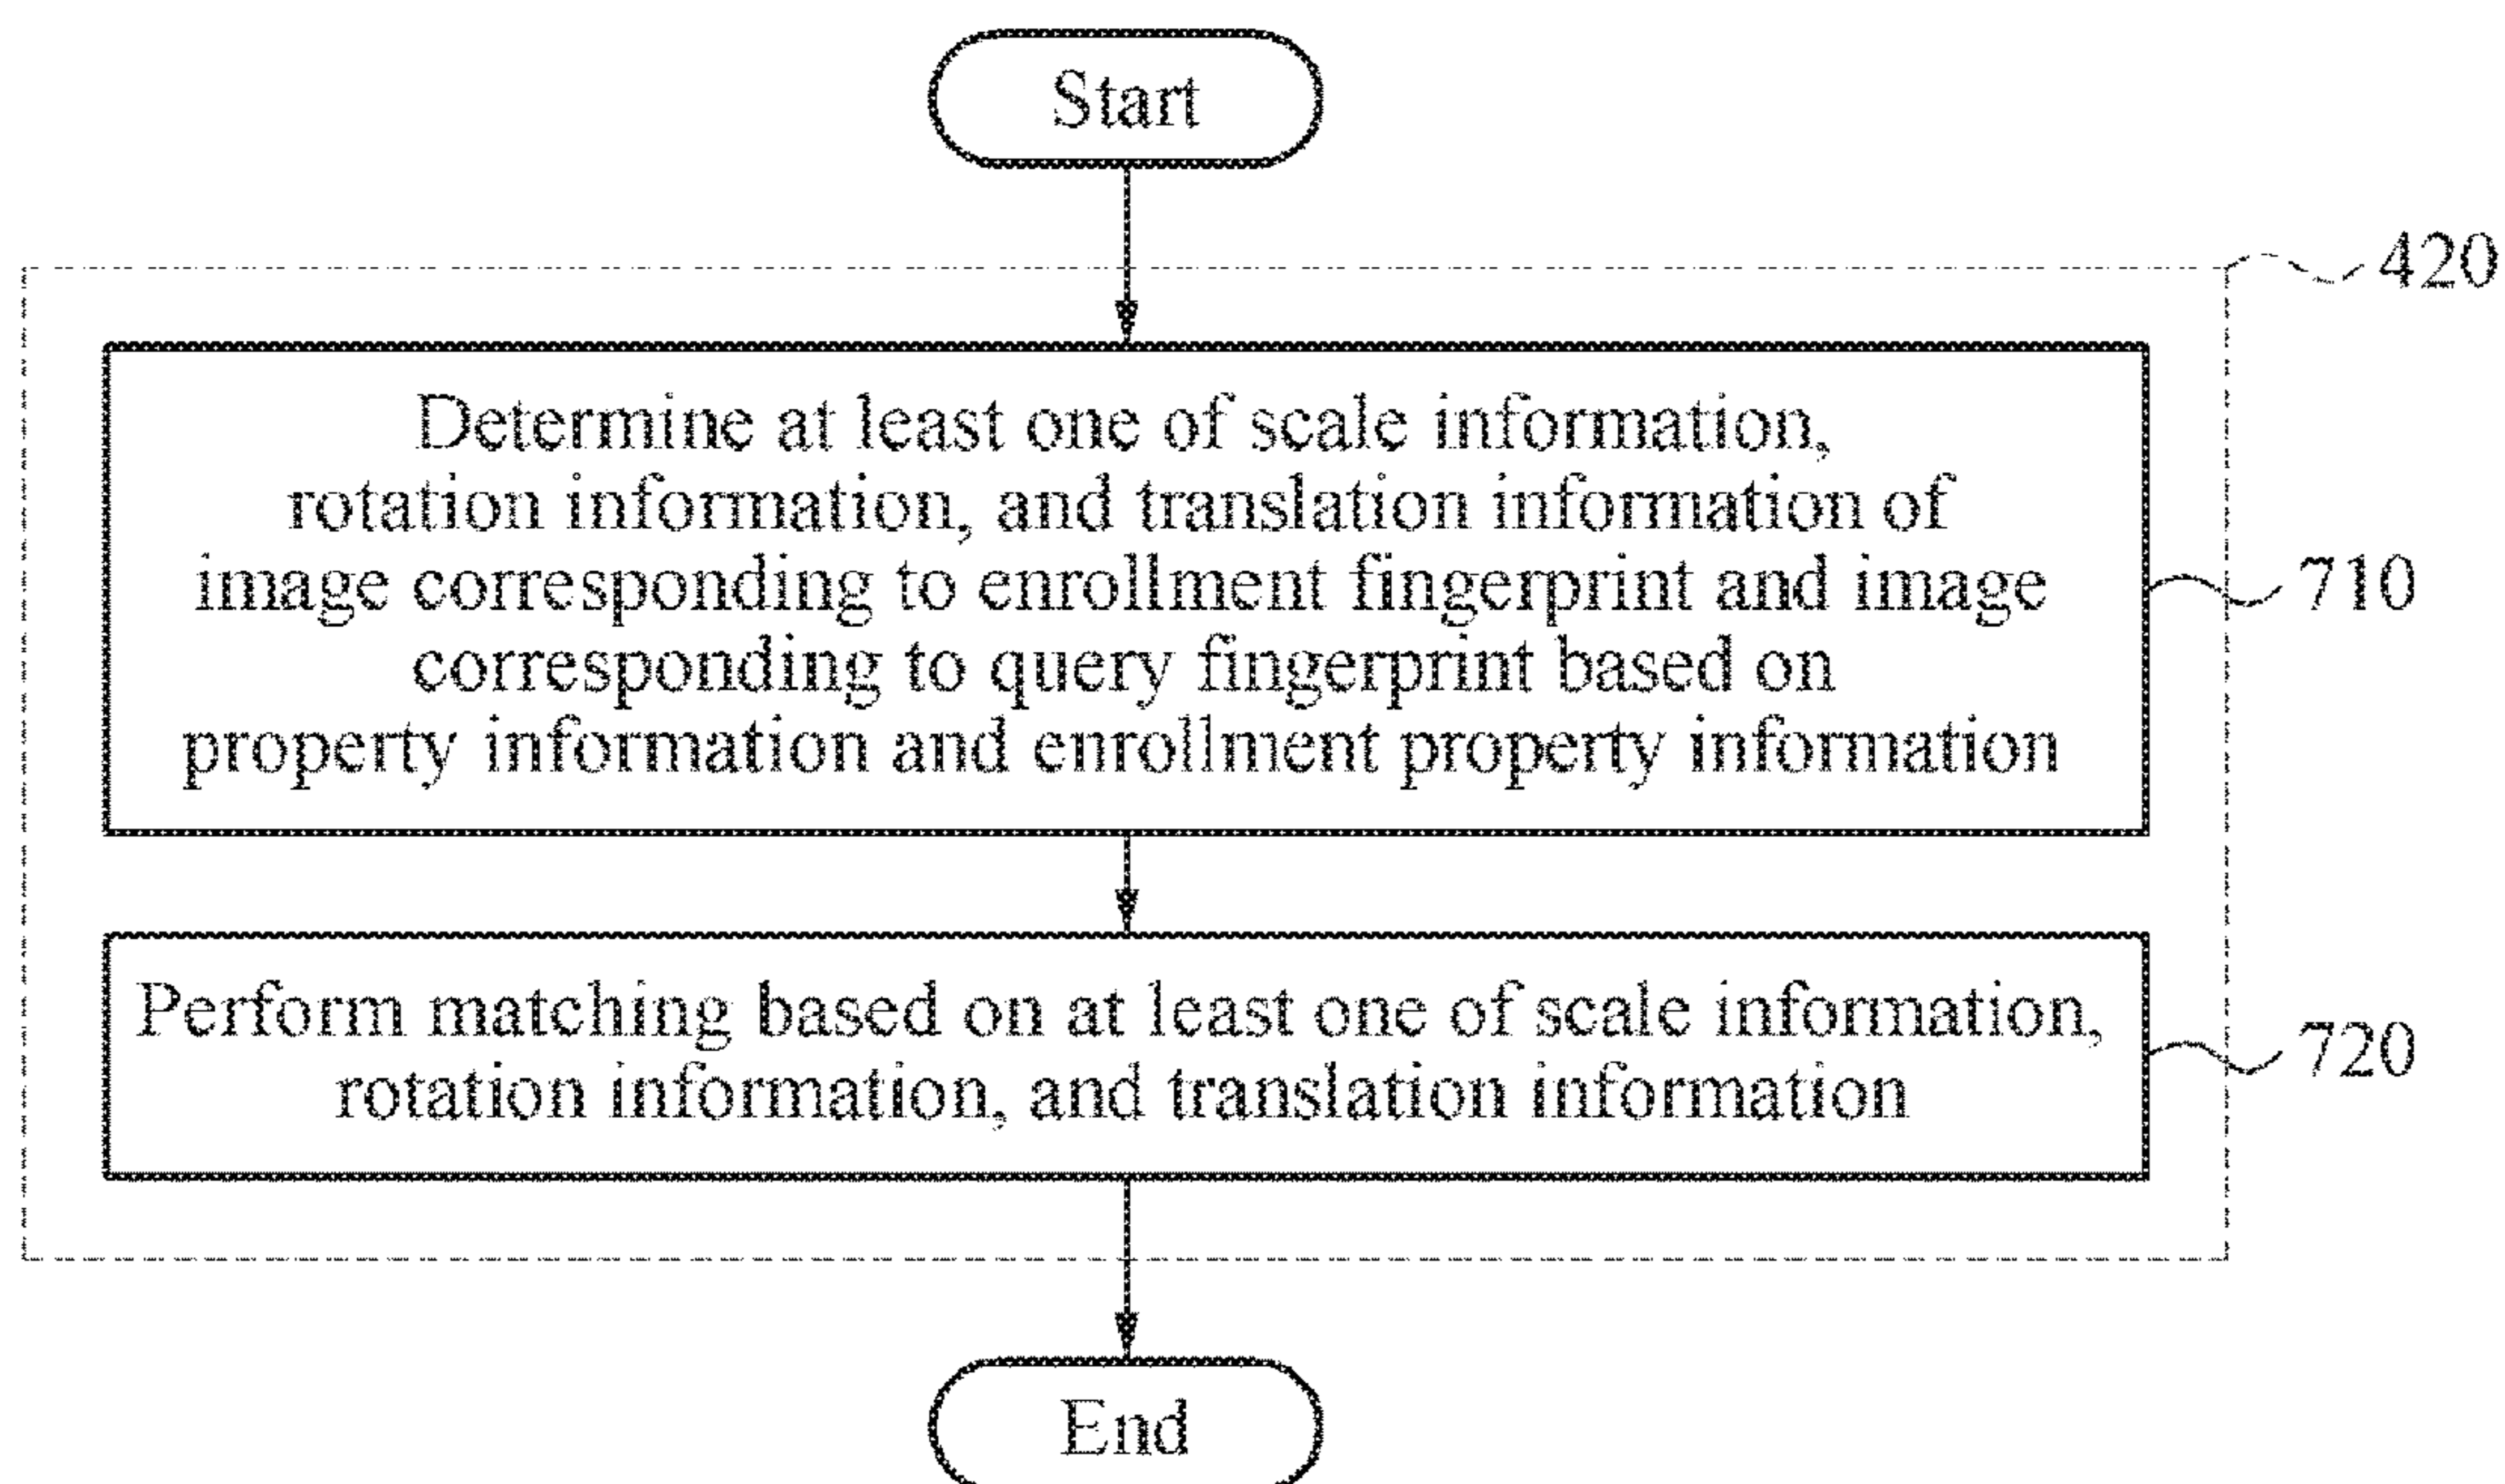 Start
420
Determine at least one of scale information,
rotation information, and translation information of
image corresponding to enrollment fingerprint and image
corresponding to query fingerprint based on
property information and enrollment property information
710
Perform matching based on at least one of scale information,
rotation information, and translation information
720
End